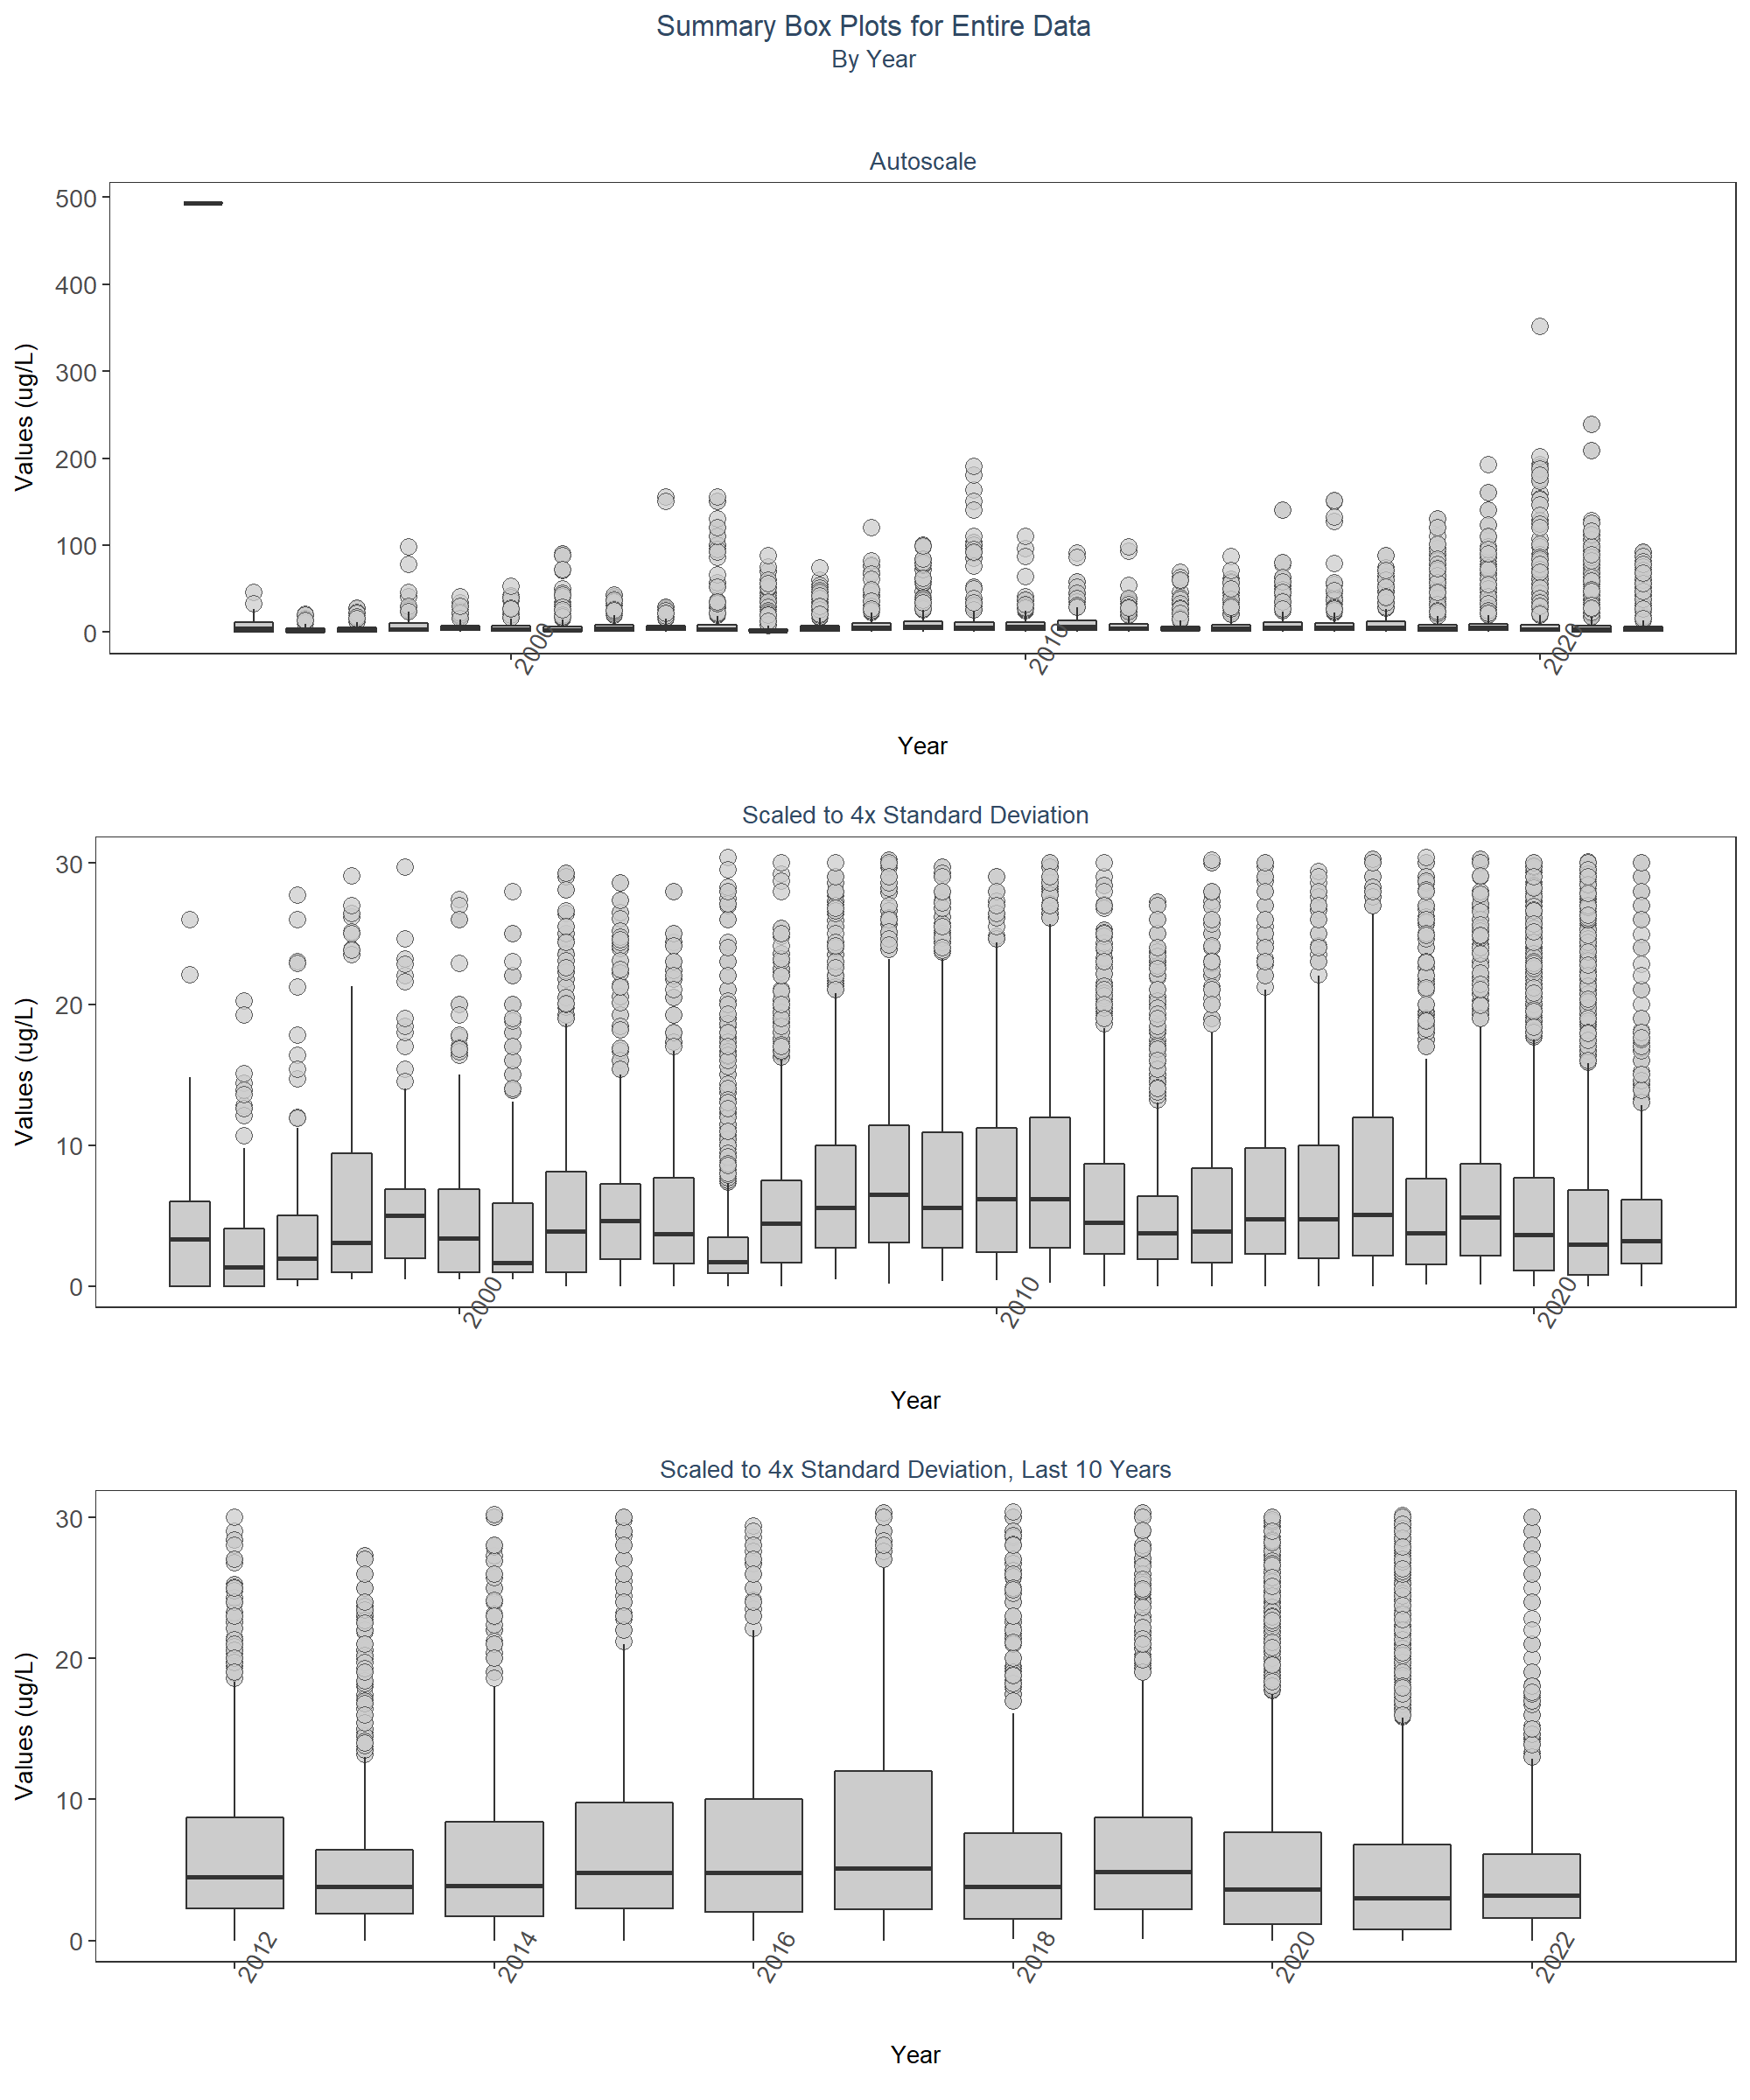 Summary Box Plots for Entire Data
By Year
Autoscale
Values (ug/L)
500
400
300
200
100
0
2000
2010
2020
Year
Scaled to 4x Standard Deviation
Values (ug/L)
30
20
10
0
2000
2010
2020
Year
Scaled to 4x Standard Deviation, Last 10 Years
Values (ug/L)
30
20
10
0
2012
2014
2016
2018
2020
2022
Year